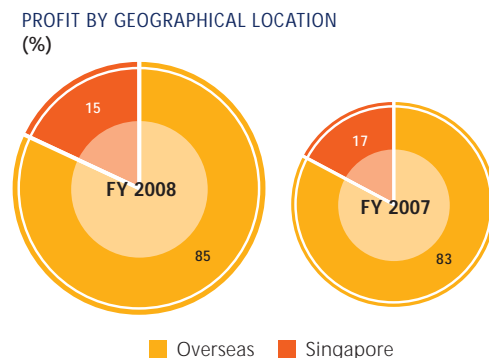 PROFIT BY GEOGRAPHICAL LOCATION
(%)
15
FY 2008
85
17
FY 2007
83
Overseas
Singapore